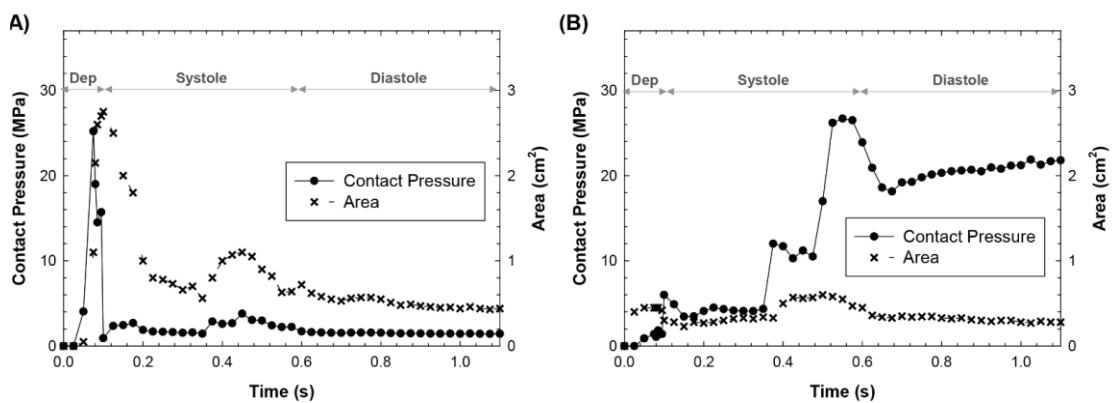 A)
Dep Systole Diastole
30
20
10
0
3
2
1
0
Contact Pressure (MPa)
Area (cm²)
Contact Pressure
Area
0.0 0.2 0.4 0.6 0.8 1.0
Time (s)
(B)
Dep Systole Diastole
30
20
10
0
3
2
1
0
Contact Pressure (MPa)
Area (cm²)
Contact Pressure
Area
0.0 0.2 0.4 0.6 0.8 1.0
Time (s)